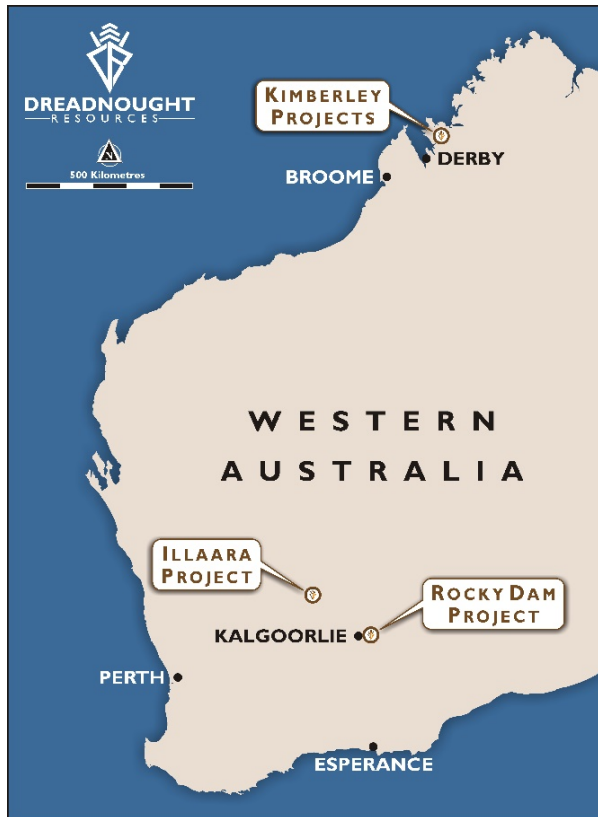 DREADNOUGHT
RESOURCES
N
500 Kilometres
KIMBERLEY
PROJECTS
DERBY
BROOME
WESTERN
AUSTRALIA
ILLAARA
PROJECT
ROCKY DAM
PROJECT
KALGOORLIE
PERTH
ESPERANCE